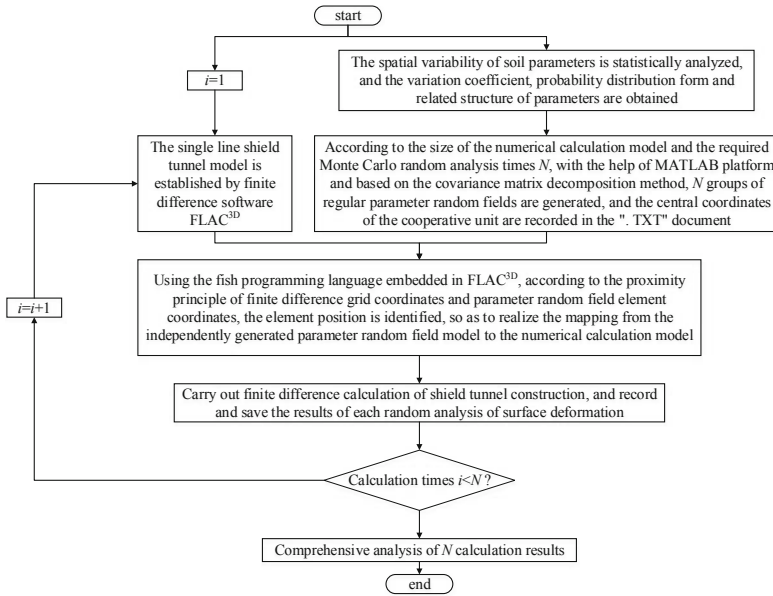 start
i=1
The spatial variability of soil parameters is statistically analyzed,
and the variation coefficient, probability distribution form and
related structure of parameters are obtained
The single line shield
tunnel model is
established by finite
difference software
FLAC3D
According to the size of the numerical calculation model and the required
Monte Carlo random analysis times N, with the help of MATLAB platform
and based on the covariance matrix decomposition method, N groups of
regular parameter random fields are generated, and the central coordinates
of the cooperative unit are recorded in the ". TXT" document
i=i+1
Using the fish programming language embedded in FLAC3D, according to the proximity
principle of finite difference grid coordinates and parameter random field element
coordinates, the element position is identified, so as to realize the mapping from the
independently generated parameter random field model to the numerical calculation model
Carry out finite difference calculation of shield tunnel construction, and record
and save the results of each random analysis of surface deformation
Calculation times i<N ?
Comprehensive analysis of N calculation results
end